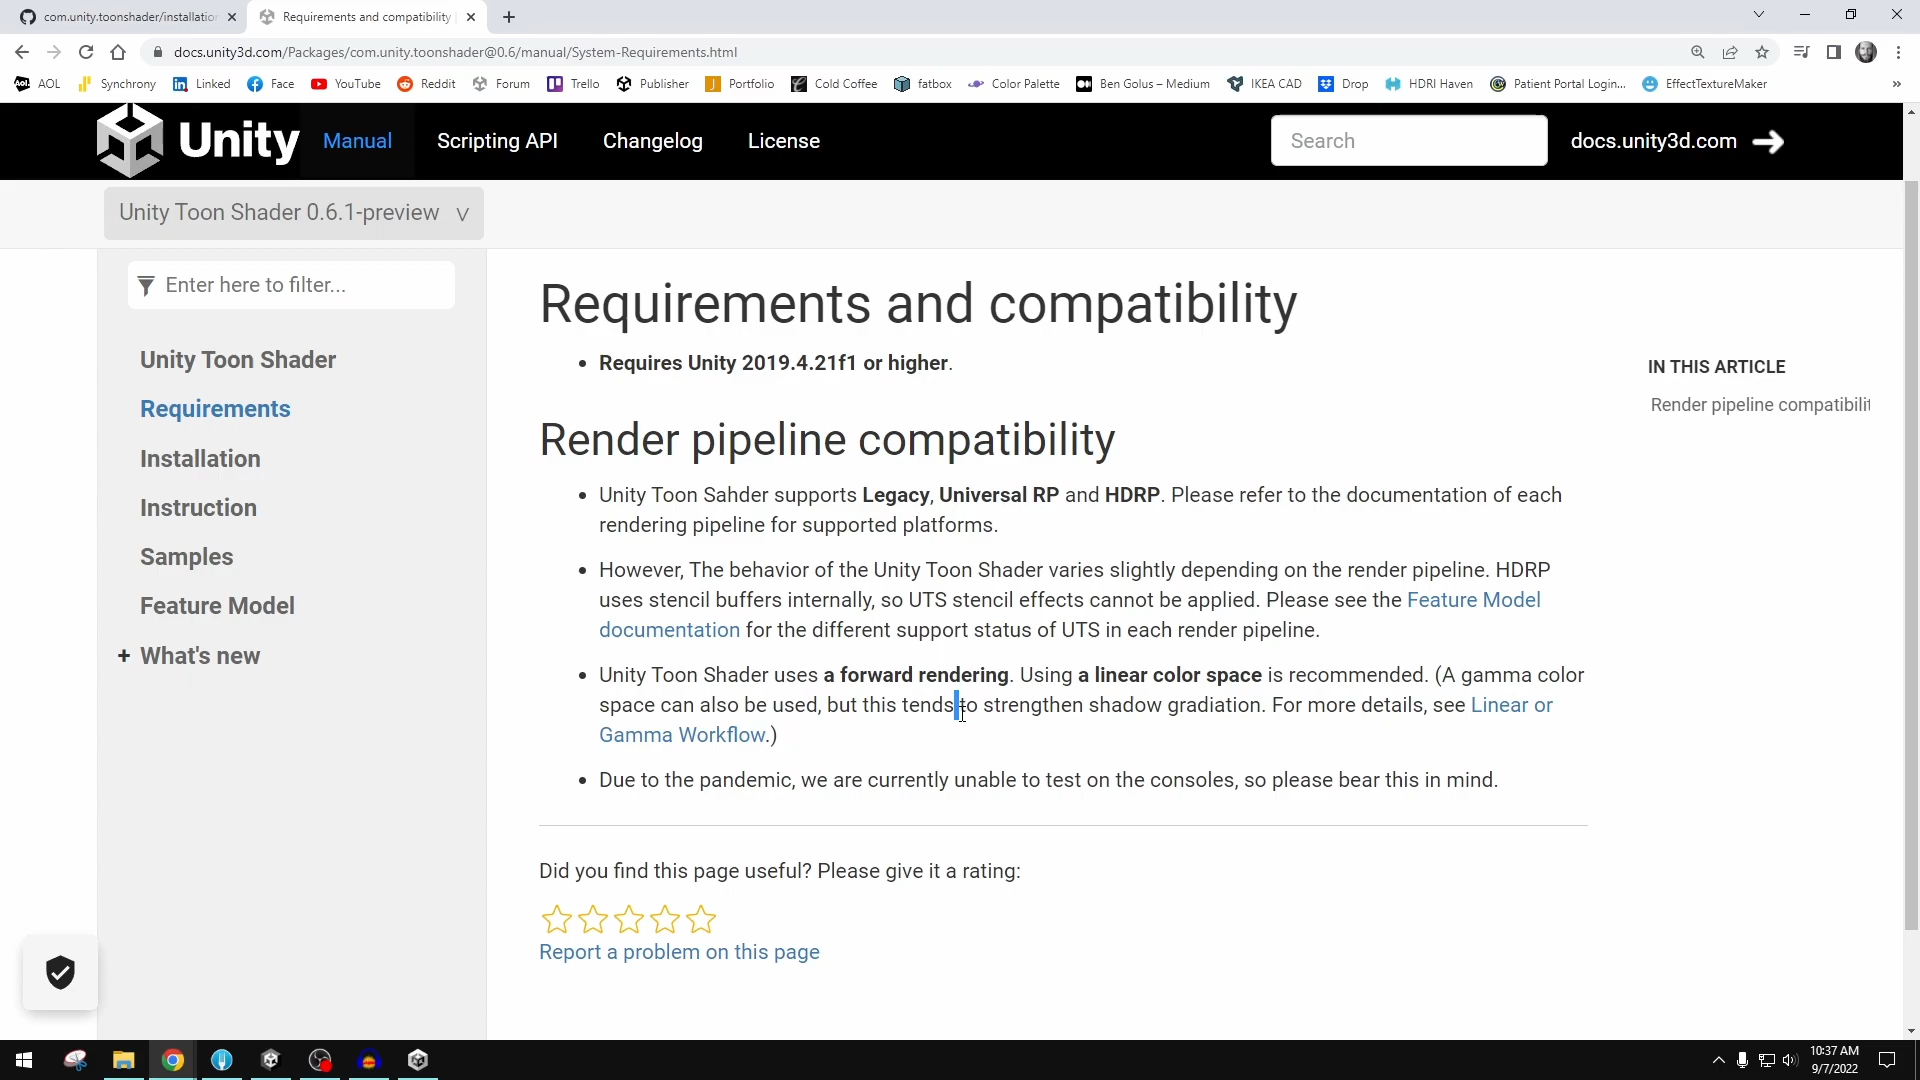 com.unity.toonshader/installation
Requirements and compatibility
docs.unity3d.com/Packages/com.unity.toonshader@0.6/manual/System-Requirements.html
AOL
Synchrony
Linked
Face
YouTube
Reddit
Forum
Trello
Publisher
Portfolio
Cold Coffee
fatbox
Color Palette
Ben Golus – Medium
IKEA CAD
Drop
HDRI Haven
Patient Portal Login...
EffectTextureMaker
»
Unity
Manual
Scripting API
Changelog
License
Search
docs.unity3d.com
Unity Toon Shader 0.6.1-preview
Enter here to filter...
Unity Toon Shader
Requirements
Installation
Instruction
Samples
Feature Model
+ What's new
Requirements and compatibility
• Requires Unity 2019.4.21f1 or higher.
Render pipeline compatibility
• Unity Toon Sahder supports Legacy, Universal RP and HDRP. Please refer to the documentation of each
rendering pipeline for supported platforms.
• However, The behavior of the Unity Toon Shader varies slightly depending on the render pipeline. HDRP
uses stencil buffers internally, so UTS stencil effects cannot be applied. Please see the Feature Model
documentation for the different support status of UTS in each render pipeline.
• Unity Toon Shader uses a forward rendering. Using a linear color space is recommended. (A gamma color
space can also be used, but this tends to strengthen shadow gradiation. For more details, see Linear or
Gamma Workflow.)
• Due to the pandemic, we are currently unable to test on the consoles, so please bear this in mind.
Did you find this page useful? Please give it a rating:
Report a problem on this page
IN THIS ARTICLE
Render pipeline compatibilit
10:37 AM
9/7/2022